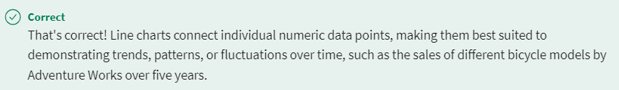 Correct
That's correct! Line charts connect individual numeric data points, making them best suited to
demonstrating trends, patterns, or fluctuations over time, such as the sales of different bicycle models by
Adventure Works over five years.